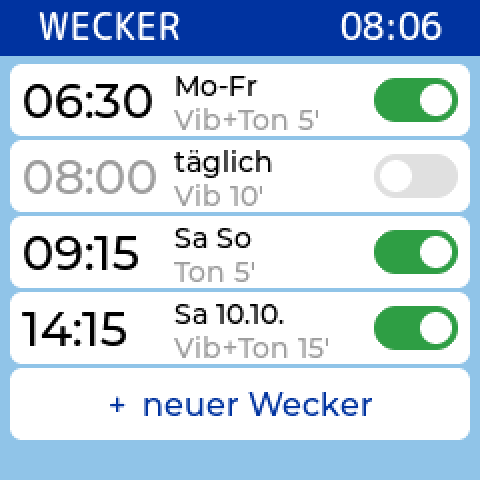 WECKER 08:06
06:30 Mo-Fr
Vib+Ton 5'
08:00 täglich
Vib 10'
09:15 Sa So
Ton 5'
14:15 Sa 10.10.
Vib+Ton 15'
+ neuer Wecker